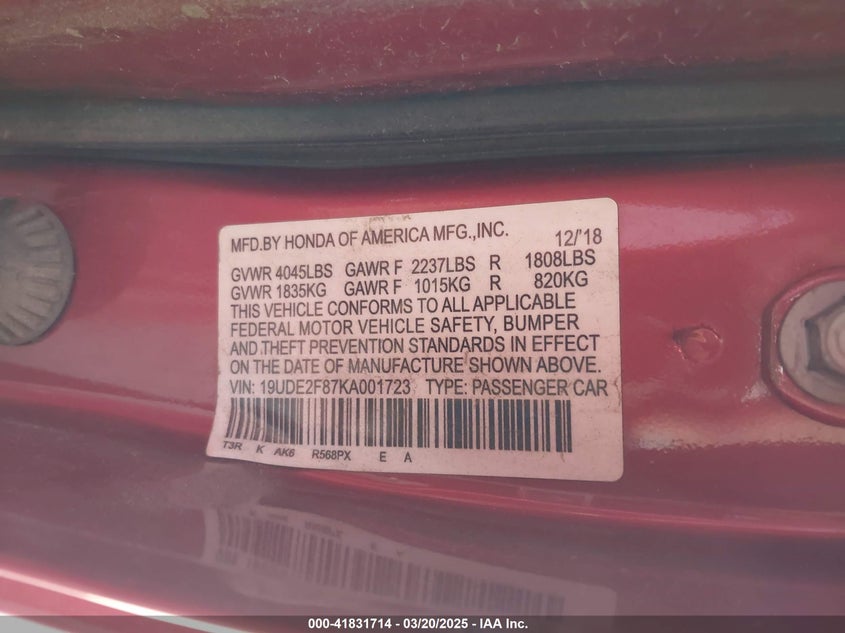 MFD.BY HONDA OF AMERICA MFG.,INC. 12/'18
GVWR 4045LBS GAWR F 2237LBS R 1808LBS
GVWR 1835KG GAWR F 1015KG R 820KG
THIS VEHICLE CONFORMS TO ALL APPLICABLE
FEDERAL MOTOR VEHICLE SAFETY, BUMPER
AND THEFT PREVENTION STANDARDS IN EFFECT
ON THE DATE OF MANUFACTURE SHOWN ABOVE.
VIN: 19UDE2F87KA001723 TYPE: PASSENGER CAR
T3R K AK6 R568PX E A
000-41831714 - 03/20/2025 - IAA Inc.